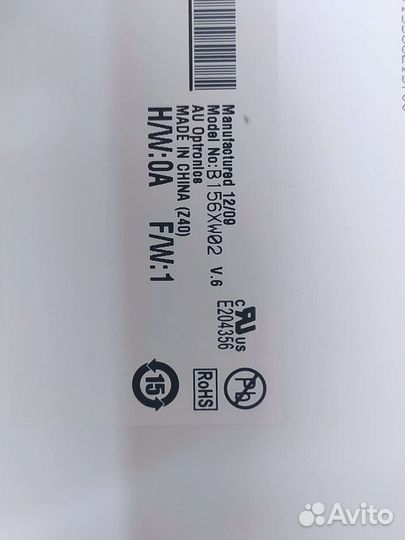 Manufactured 12/09
Model No:B156XW02 V.6
AU Optronics
MADE IN CHINA (Z40)
H/W:0A F/W:1
c RU us
E204356
15
RoHS
Pb
Avito